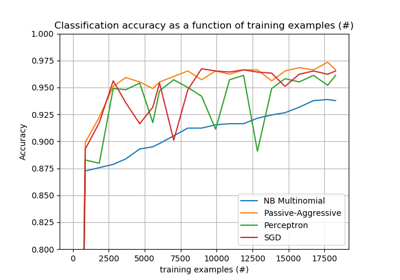 Classification accuracy as a function of training examples (#)
1.000
0.975
0.950
0.925
0.900
0.875
0.850
0.825
0.800
Accuracy
NB Multinomial
Passive-Aggressive
Perceptron
SGD
0 2500 5000 7500 10000 12500 15000 17500
training examples (#)